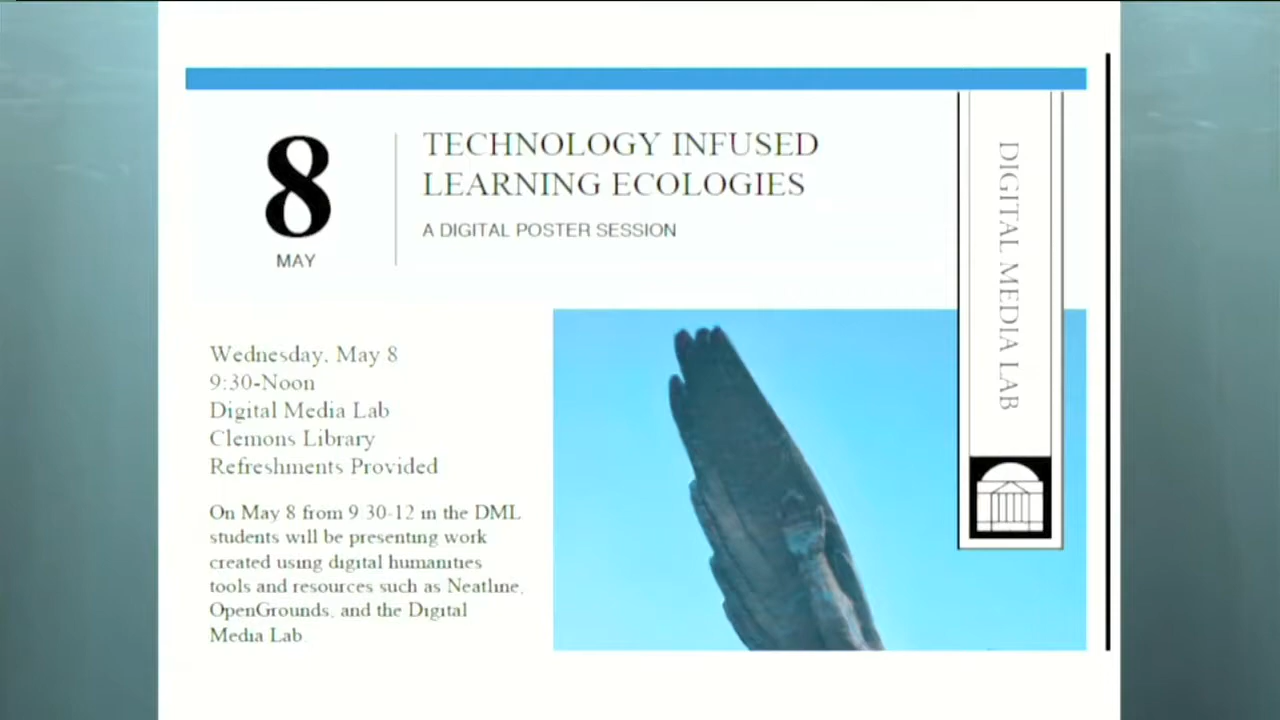 8
MAY
TECHNOLOGY INFUSED
LEARNING ECOLOGIES
A DIGITAL POSTER SESSION
DIGITAL MEDIA LAB
Wednesday, May 8
9:30-Noon
Digital Media Lab
Clemons Library
Refreshments Provided
On May 8 from 9 30-12 in the DML
students will be presenting work
created using digital humanities
tools and resources such as Neatline,
OpenGrounds, and the Digital
Media Lab